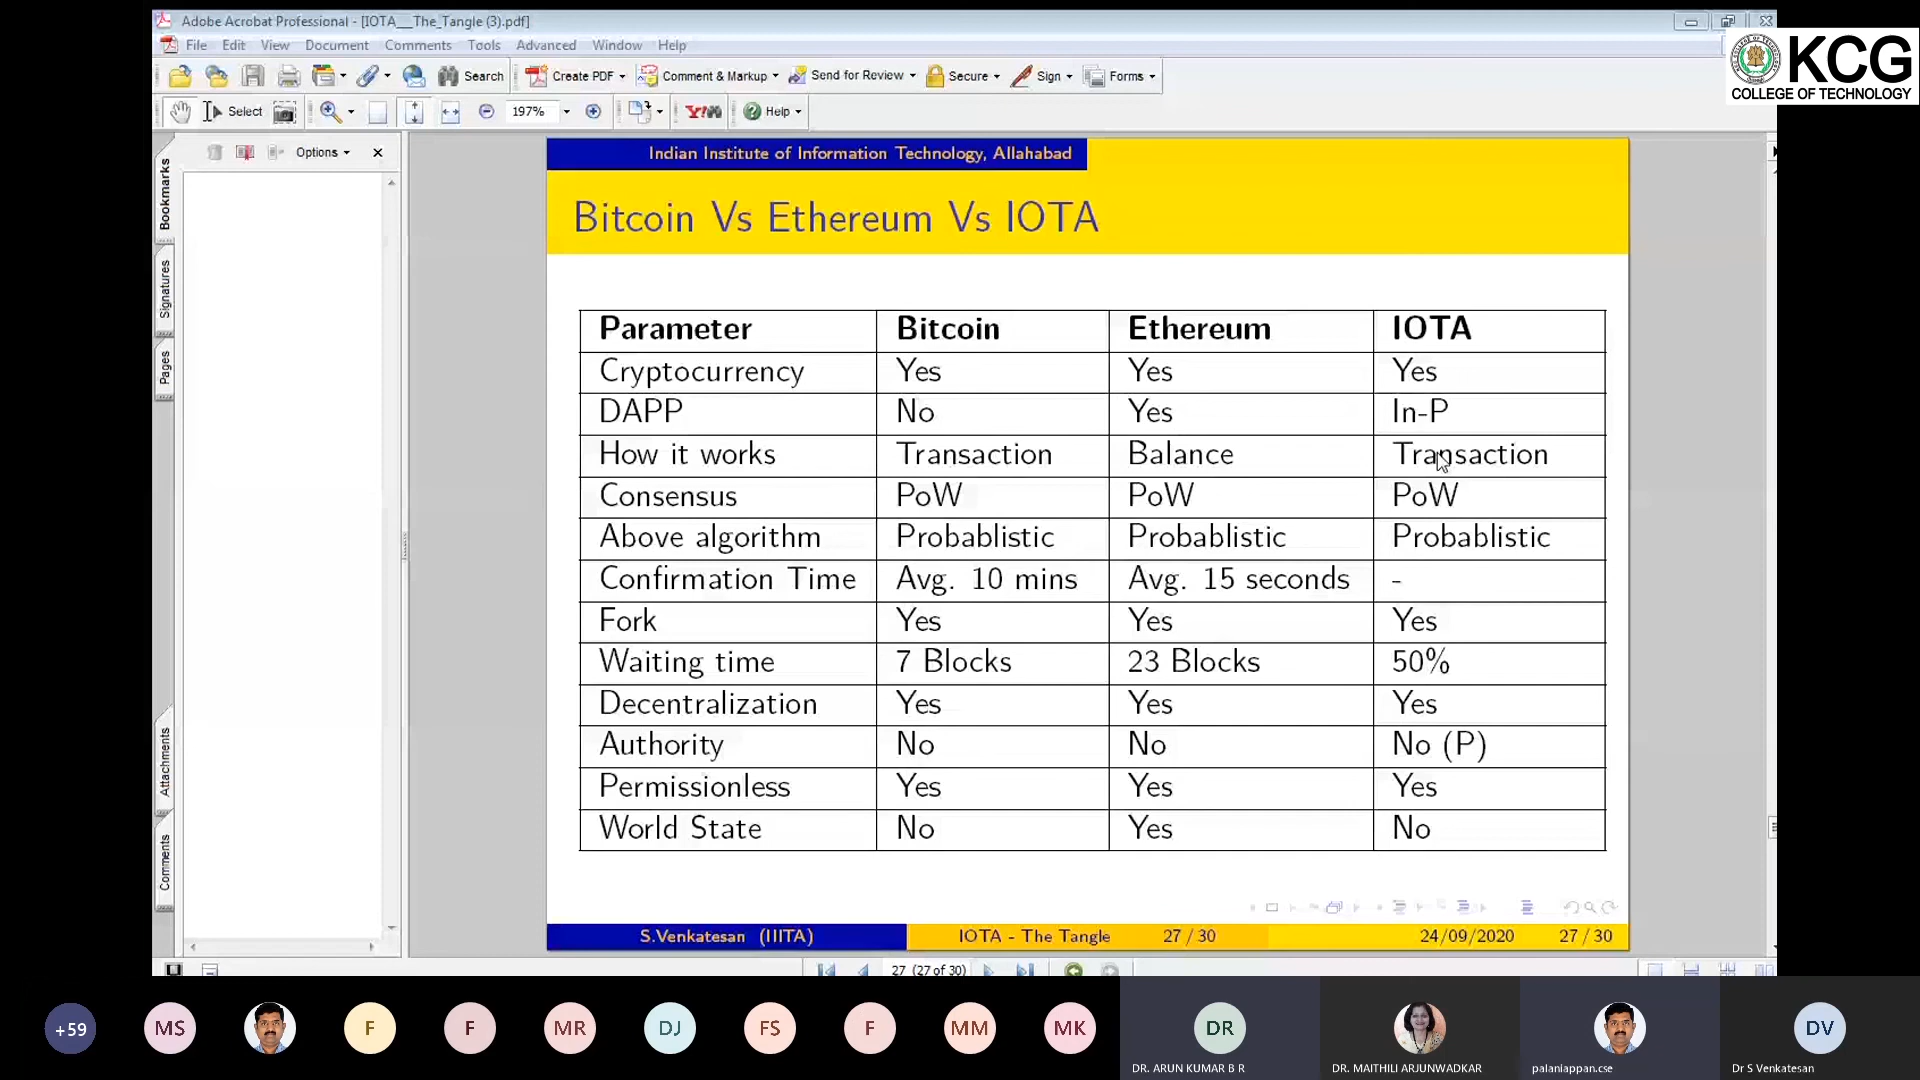 Adobe Acrobat Professional - [IOTA__The_Tangle (3).pdf]
File Edit View Document Comments Tools Advanced Window Help
KCG
COLLEGE OF TECHNOLOGY
Search Create PDF Comment & Markup Send for Review Secure Sign Forms
Select 197% Y! Help
Options
Bookmarks
Signatures
Pages
Attachments
Comments
Indian Institute of Information Technology, Allahabad
Bitcoin Vs Ethereum Vs IOTA
Parameter Bitcoin Ethereum IOTA
Cryptocurrency Yes Yes Yes
DAPP No Yes In-P
How it works Transaction Balance Transaction
Consensus PoW PoW PoW
Above algorithm Probablistic Probablistic Probablistic
Confirmation Time Avg. 10 mins Avg. 15 seconds -
Fork Yes Yes Yes
Waiting time 7 Blocks 23 Blocks 50%
Decentralization Yes Yes Yes
Authority No No No (P)
Permissionless Yes Yes Yes
World State No Yes No
S.Venkatesan (IIITA) IOTA - The Tangle 27 / 30 24/09/2020 27 / 30
27 (27 of 30)
+59 MS F F MR DJ FS F MM MK DR DV
DR. ARUN KUMAR B R DR. MAITHILI ARJUNWADKAR palaniappan.cse Dr S Venkatesan